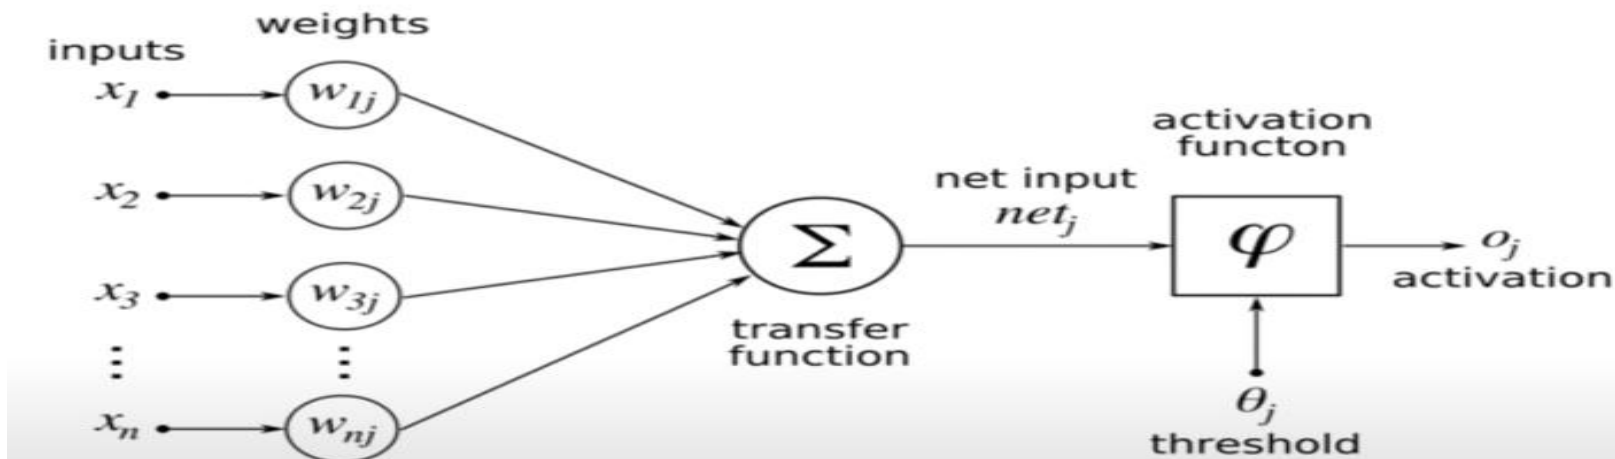 weights
inputs
x₁
w₁ⱼ
x₂
w₂ⱼ
x₃
w₃ⱼ
⋮
⋮
xₙ
wₙⱼ
Σ
transfer
function
net input
netⱼ
activation
functon
φ
oⱼ
activation
θⱼ
threshold